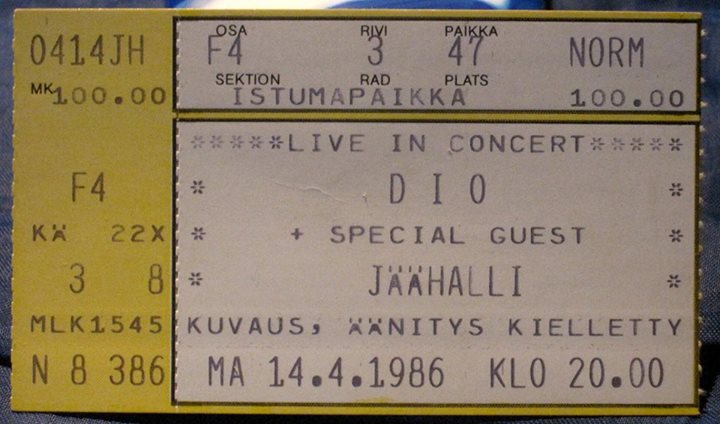 0414JH
MK100.00
F4
KÄ 22X
3 8
MLK1545
N 8 386
OSA RIVI PAIKKA
F4 3 47 NORM
SEKTION RAD PLATS
ISTUMAPAIKKA 100.00
*****LIVE IN CONCERT*****
* D I O *
* + SPECIAL GUEST *
* JÄÄHALLI *
KUVAUS, ÄÄNITYS KIELLETTY
MA 14.4.1986 KLO 20.00